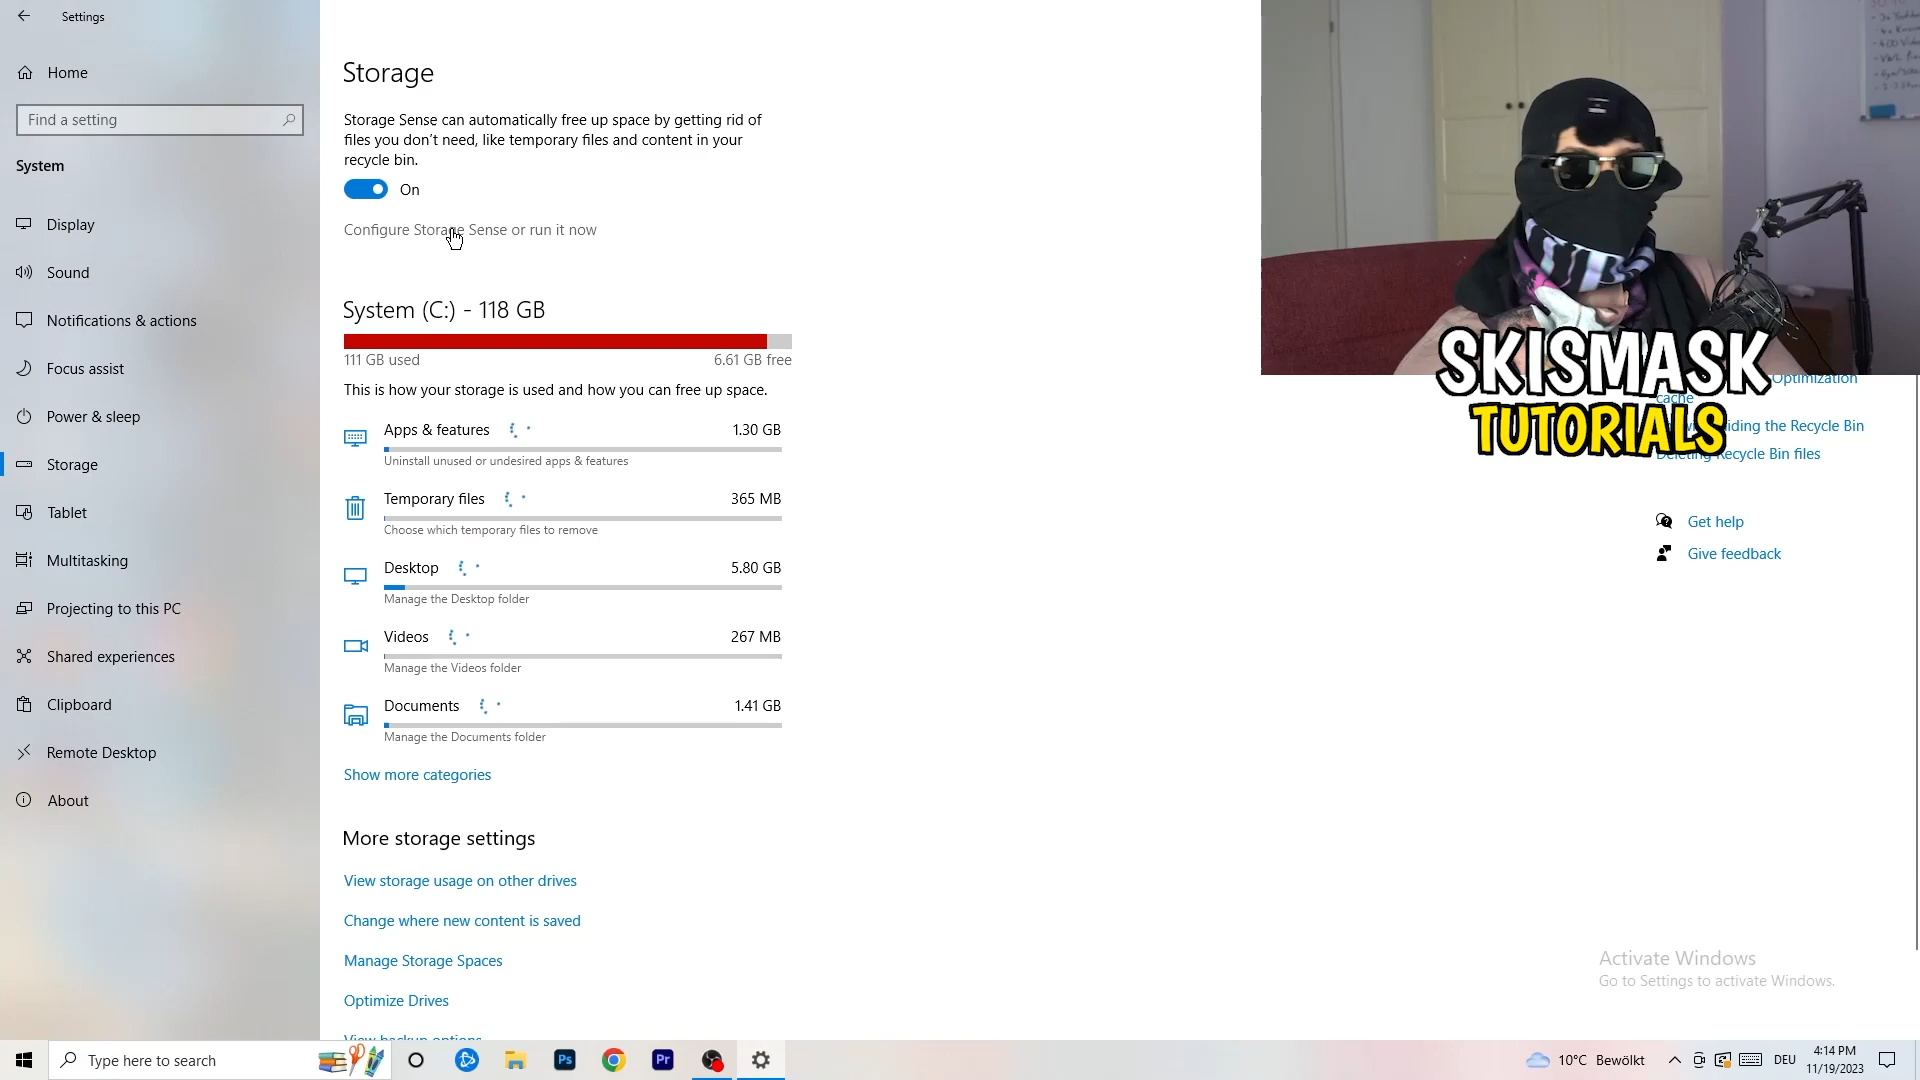 Settings
Home
Find a setting
System
Display
Sound
Notifications & actions
Focus assist
Power & sleep
Storage
Tablet
Multitasking
Projecting to this PC
Shared experiences
Clipboard
Remote Desktop
About
Storage
Storage Sense can automatically free up space by getting rid of
files you don't need, like temporary files and content in your
recycle bin.
On
Configure Storage Sense or run it now
System (C:) - 118 GB
111 GB used 6.61 GB free
This is how your storage is used and how you can free up space.
Apps & features 1.30 GB
Uninstall unused or undesired apps & features
Temporary files 365 MB
Choose which temporary files to remove
Desktop 5.80 GB
Manage the Desktop folder
Videos 267 MB
Manage the Videos folder
Documents 1.41 GB
Manage the Documents folder
Show more categories
More storage settings
View storage usage on other drives
Change where new content is saved
Manage Storage Spaces
Optimize Drives
View backup options
SKISMASK
TUTORIALS
Optimization
cache
the Recycle Bin
Deleting Recycle Bin files
Get help
Give feedback
Activate Windows
Go to Settings to activate Windows.
Type here to search
Ps
Pr
10°C Bewölkt
DEU
4:14 PM
11/19/2023